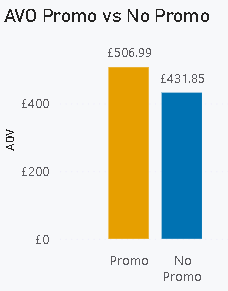 AVO Promo vs No Promo
£506.99
£431.85
£400
£200
£0
AOV
Promo
No
Promo